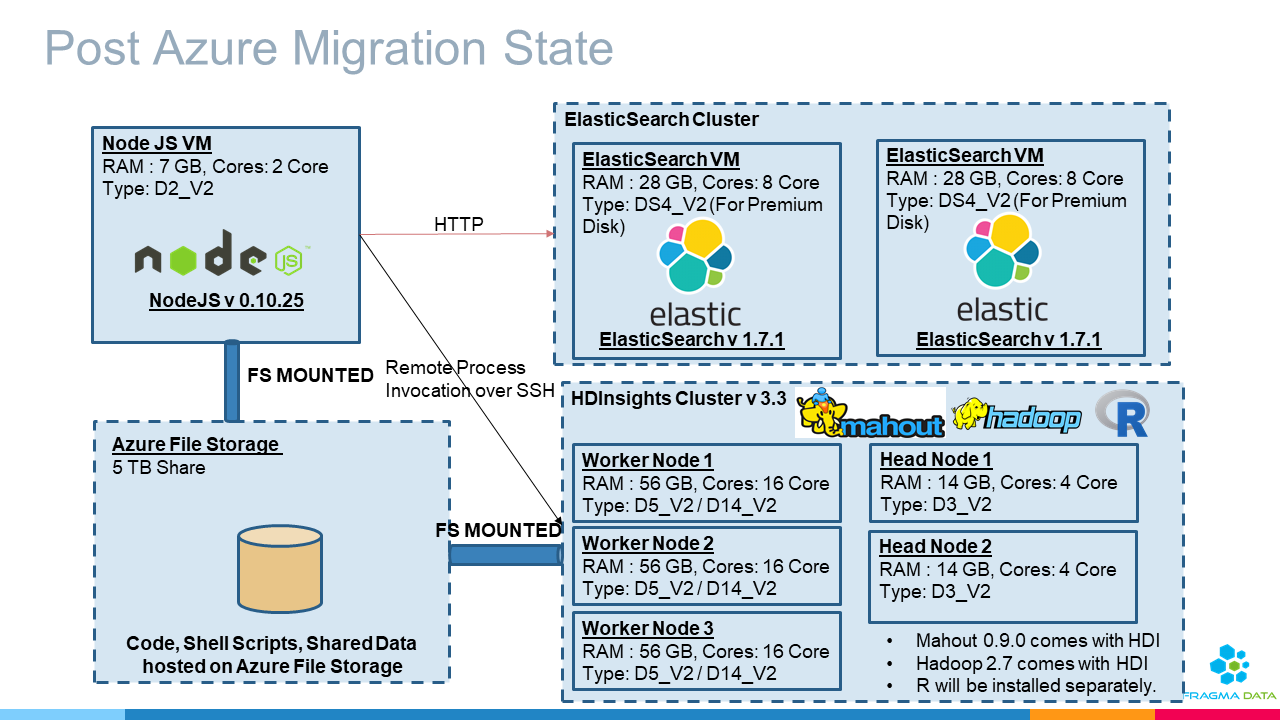 Post Azure Migration State
Node JS VM
RAM : 7 GB, Cores: 2 Core
Type: D2_V2
node
JS
™
NodeJS v 0.10.25
HTTP
ElasticSearch Cluster
ElasticSearch VM
RAM : 28 GB, Cores: 8 Core
Type: DS4_V2 (For Premium
Disk)
elastic
ElasticSearch v 1.7.1
ElasticSearch VM
RAM : 28 GB, Cores: 8 Core
Type: DS4_V2 (For Premium
Disk)
elastic
ElasticSearch v 1.7.1
FS MOUNTED
Remote Process
Invocation over SSH
Azure File Storage
5 TB Share
Code, Shell Scripts, Shared Data
hosted on Azure File Storage
FS MOUNTED
HDInsights Cluster v 3.3
mahout
hadoop
R
Worker Node 1
RAM : 56 GB, Cores: 16 Core
Type: D5_V2 / D14_V2
Worker Node 2
RAM : 56 GB, Cores: 16 Core
Type: D5_V2 / D14_V2
Worker Node 3
RAM : 56 GB, Cores: 16 Core
Type: D5_V2 / D14_V2
Head Node 1
RAM : 14 GB, Cores: 4 Core
Type: D3_V2
Head Node 2
RAM : 14 GB, Cores: 4 Core
Type: D3_V2
• Mahout 0.9.0 comes with HDI
• Hadoop 2.7 comes with HDI
• R will be installed separately.
FRAGMA DATA